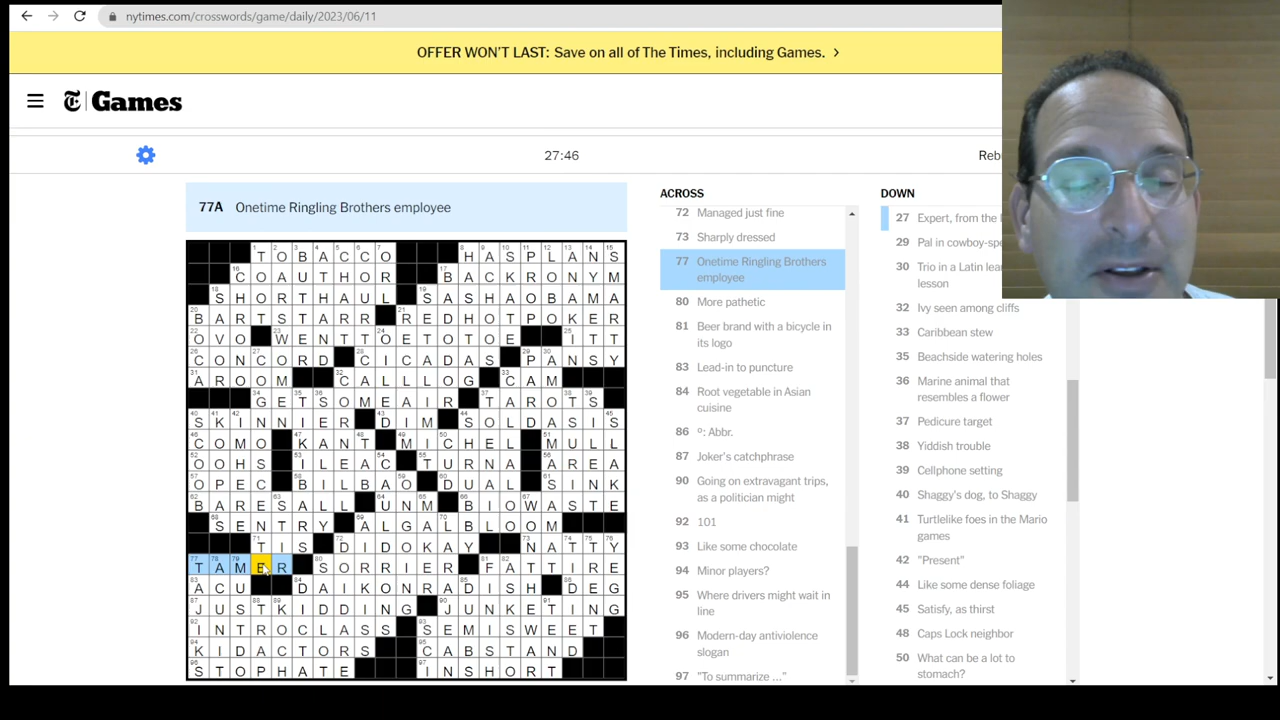 nytimes.com/crosswords/game/daily/2023/06/11
OFFER WON'T LAST: Save on all of The Times, including Games.
T Games
27:46
Reb
77A Onetime Ringling Brothers employee
TOBACCO HASPLANS
COAUTHOR BACKRONYM
SHORTHAUL SASHAOBAMA
BARTSTARR REDHOTPOKER
OVO WENTTOETOTOE ITT
CONCORD CICADAS PANSY
AROOM CALLLOG CAM
GETSOMEAIR TAROTS
SKINNIER DIM SOLDASIS
COMO KANT MICHEL MULL
OOHS ILEAC TURNA AREA
OPEC BILBAO DUAL SINK
BARESALL UNM BIOWASTE
SENTRY ALGALBLOOM
TIS DIDOKAY NATTY
TAMER SORRIER FATTIRE
ACU DAIKONRADISH DEG
JUSTKIDDING JUNKETING
INTROCLASS SEMISWEET
KIDACTORS CABSTAND
STOPHATE INSHORT
ACROSS
72 Managed just fine
73 Sharply dressed
77 Onetime Ringling Brothers
employee
80 More pathetic
81 Beer brand with a bicycle in
its logo
83 Lead-in to puncture
84 Root vegetable in Asian
cuisine
86 º: Abbr.
87 Joker's catchphrase
90 Going on extravagant trips,
as a politician might
92 101
93 Like some chocolate
94 Minor players?
95 Where drivers might wait in
line
96 Modern-day antiviolence
slogan
97 "To summarize ..."
DOWN
27 Expert, from the
29 Pal in cowboy-spe
30 Trio in a Latin lea
lesson
32 Ivy seen among cliffs
33 Caribbean stew
35 Beachside watering holes
36 Marine animal that
resembles a flower
37 Pedicure target
38 Yiddish trouble
39 Cellphone setting
40 Shaggy's dog, to Shaggy
41 Turtlelike foes in the Mario
games
42 "Present"
44 Like some dense foliage
45 Satisfy, as thirst
48 Caps Lock neighbor
50 What can be a lot to
stomach?